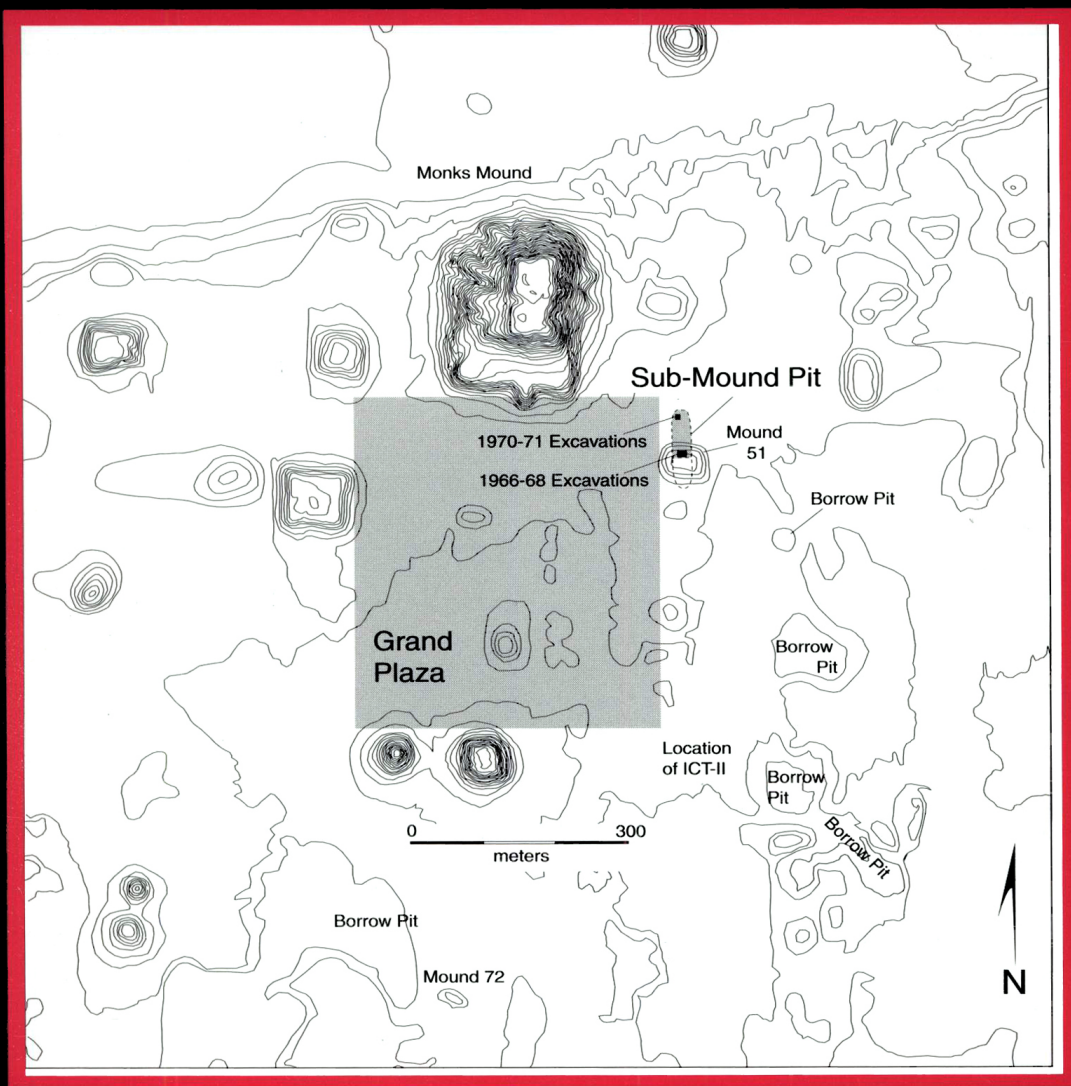 Monks Mound
Sub-Mound Pit
1970-71 Excavations
Mound
51
1966-68 Excavations
Borrow Pit
Grand
Plaza
Borrow
Pit
Location
of ICT-II
Borrow
Pit
Borrow Pit
0 300
meters
Borrow Pit
Mound 72
N